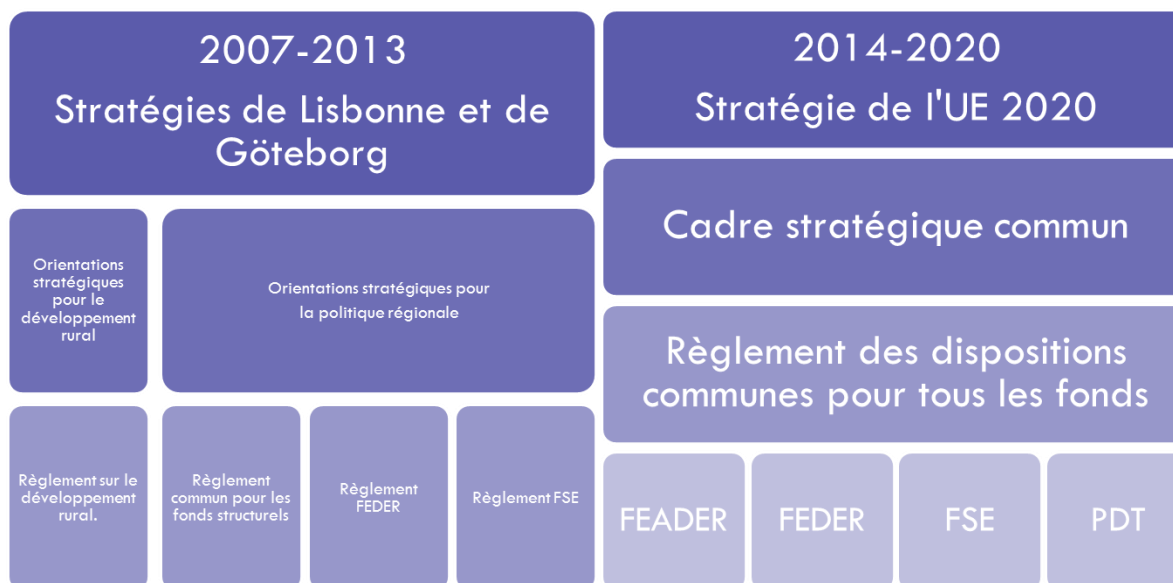 2007-2013
Stratégies de Lisbonne et de
Göteborg
Orientations
stratégiques
pour le
développement
rural
Orientations stratégiques pour
la politique régionale
Règlement sur le
développement
rural.
Règlement
commun pour les
fonds structurels
Règlement
FEDER
Règlement FSE
2014-2020
Stratégie de l'UE 2020
Cadre stratégique commun
Règlement des dispositions
communes pour tous les fonds
FEADER
FEDER
FSE
PDT